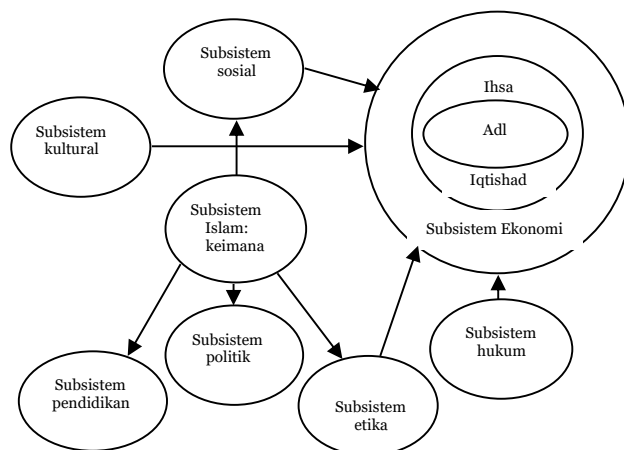 Subsistem
sosial
Ihsa
Adl
Iqtishad
Subsistem
kultural
Subsistem
Islam:
keimana
Subsistem Ekonomi
Subsistem
politik
Subsistem
hukum
Subsistem
pendidikan
Subsistem
etika